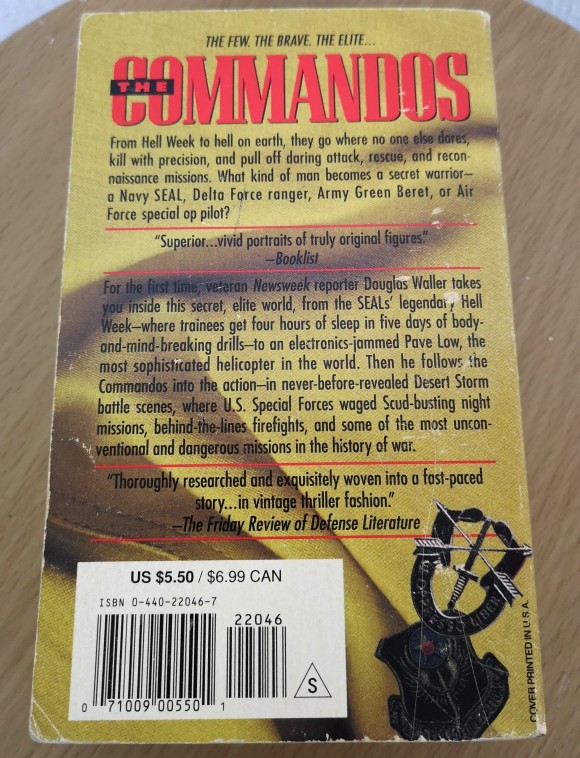 THE FEW. THE BRAVE. THE ELITE...
THE
COMMANDOS
From Hell Week to hell on earth, they go where no one else dares,
kill with precision, and pull off daring attack, rescue, and recon-
naissance missions. What kind of man becomes a secret warrior—
a Navy SEAL, Delta Force ranger, Army Green Beret, or Air
Force special op pilot?
"Superior...vivid portraits of truly original figures."
—Booklist
For the first time, veteran Newsweek reporter Douglas Waller takes
you inside this secret, elite world, from the SEALs' legendary Hell
Week—where trainees get four hours of sleep in five days of body-
and-mind-breaking drills—to an electronics-jammed Pave Low, the
most sophisticated helicopter in the world. Then he follows the
Commandos into the action—in never-before-revealed Desert Storm
battle scenes, where U.S. Special Forces waged Scud-busting night
missions, behind-the-lines firefights, and some of the most uncon-
ventional and dangerous missions in the history of war.
"Thoroughly researched and exquisitely woven into a fast-paced
story...in vintage thriller fashion."
—The Friday Review of Defense Literature
US $5.50 / $6.99 CAN
ISBN 0-440-22046-7
22046
S
0 71009 00550 1
LIBER
COVER PRINTED IN U.S.A.